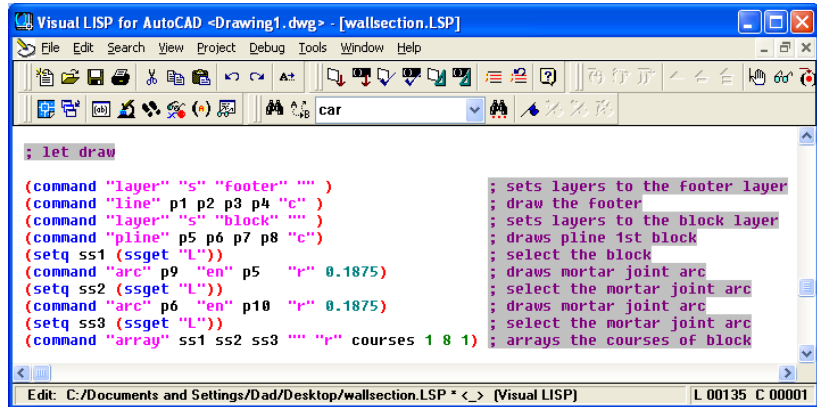 Visual LISP for AutoCAD <Drawing1.dwg> - [wallsection.LSP]
File Edit Search View Project Debug Tools Window Help
car
; let draw
(command "layer" "s" "footer" "" ) ; sets layers to the footer layer
(command "line" p1 p2 p3 p4 "c" ) ; draw the footer
(command "layer" "s" "block" "" ) ; sets layers to the block layer
(command "pline" p5 p6 p7 p8 "c") ; draws pline 1st block
(setq ss1 (ssget "L")) ; select the block
(command "arc" p9 "en" p5 "r" 0.1875) ; draws mortar joint arc
(setq ss2 (ssget "L")) ; select the mortar joint arc
(command "arc" p6 "en" p10 "r" 0.1875) ; draws mortar joint arc
(setq ss3 (ssget "L")) ; select the mortar joint arc
(command "array" ss1 ss2 ss3 "" "r" courses 1 8 1) ; arrays the courses of block
Edit: C:/Documents and Settings/Dad/Desktop/wallsection.LSP * <_> (Visual LISP) L 00135 C 00001